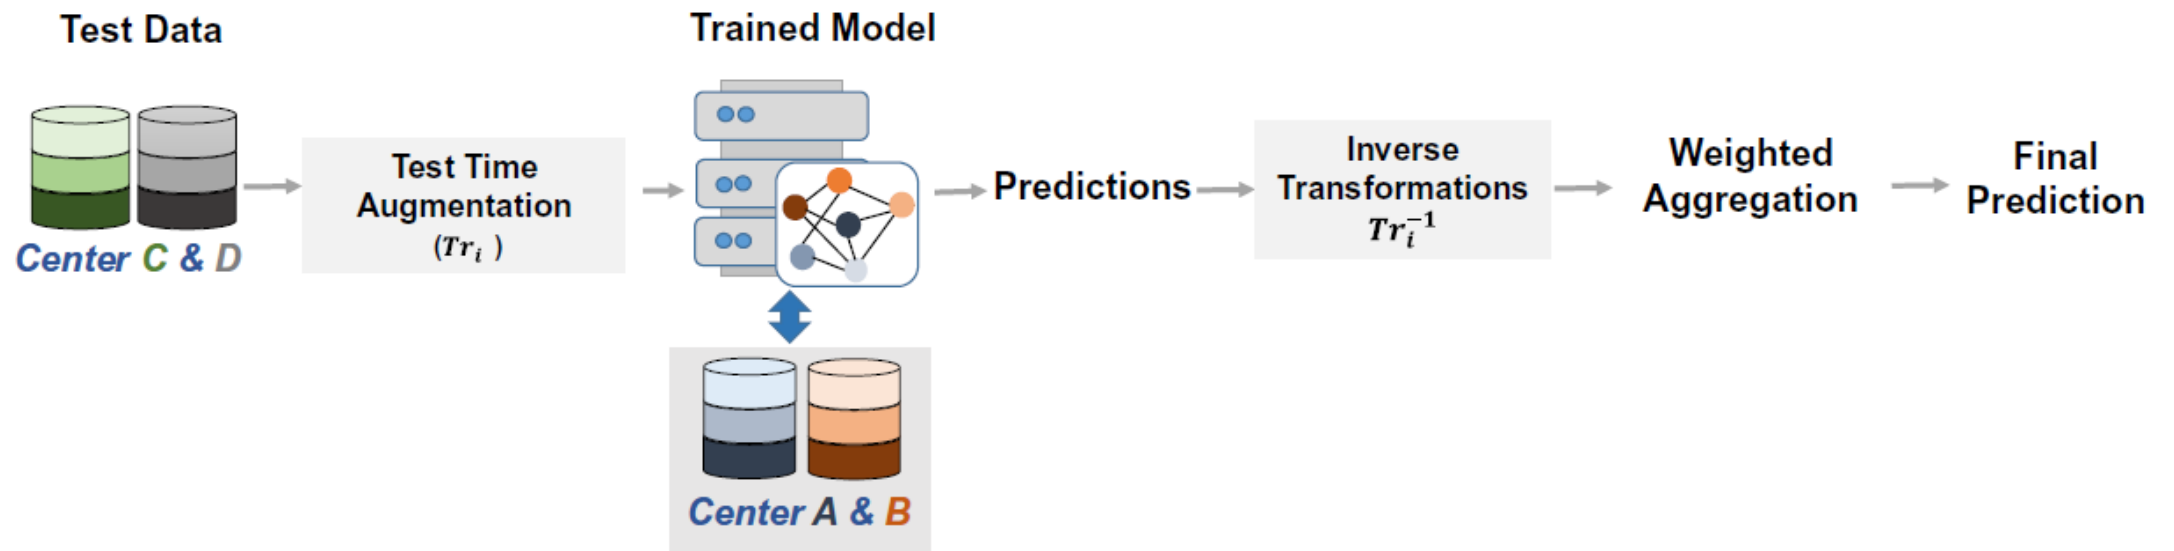 Test Data
Center C & D
Test Time
Augmentation
(Tr_i )
Trained Model
Center A & B
Predictions
Inverse
Transformations
Tr_i^{-1}
Weighted
Aggregation
Final
Prediction